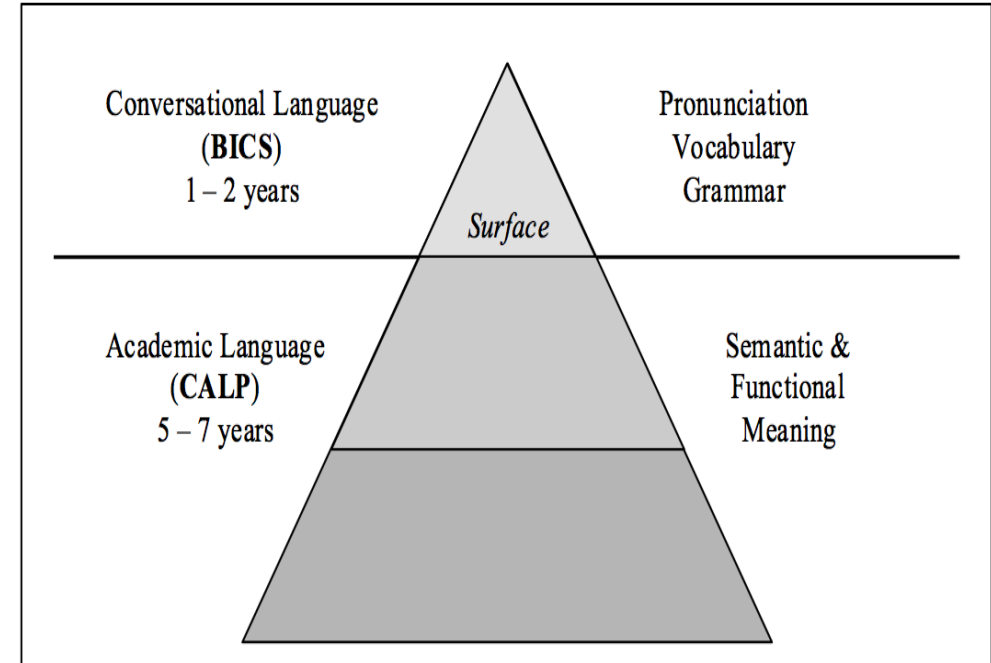 Conversational Language
(BICS)
1 – 2 years
Pronunciation
Vocabulary
Grammar
Surface
Academic Language
(CALP)
5 – 7 years
Semantic &
Functional
Meaning